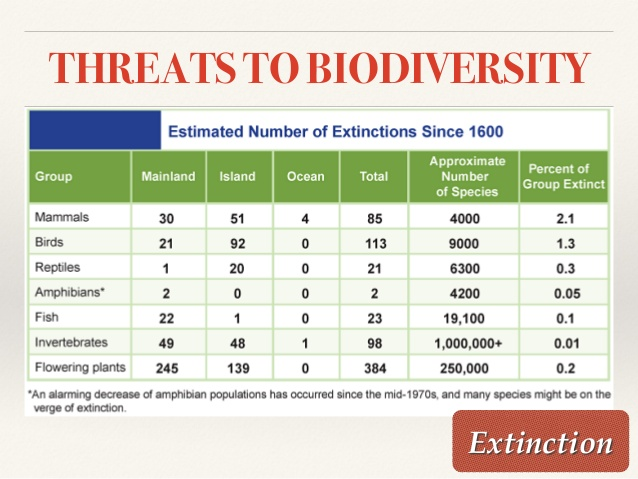 THREATS TO BIODIVERSITY
Estimated Number of Extinctions Since 1600
Group Mainland Island Ocean Total Approximate Number of Species Percent of Group Extinct
Mammals 30 51 4 85 4000 2.1
Birds 21 92 0 113 9000 1.3
Reptiles 1 20 0 21 6300 0.3
Amphibians* 2 0 0 2 4200 0.05
Fish 22 1 0 23 19,100 0.1
Invertebrates 49 48 1 98 1,000,000+ 0.01
Flowering plants 245 139 0 384 250,000 0.2
*An alarming decrease of amphibian populations has occurred since the mid-1970s, and many species might be on the
verge of extinction.
Extinction